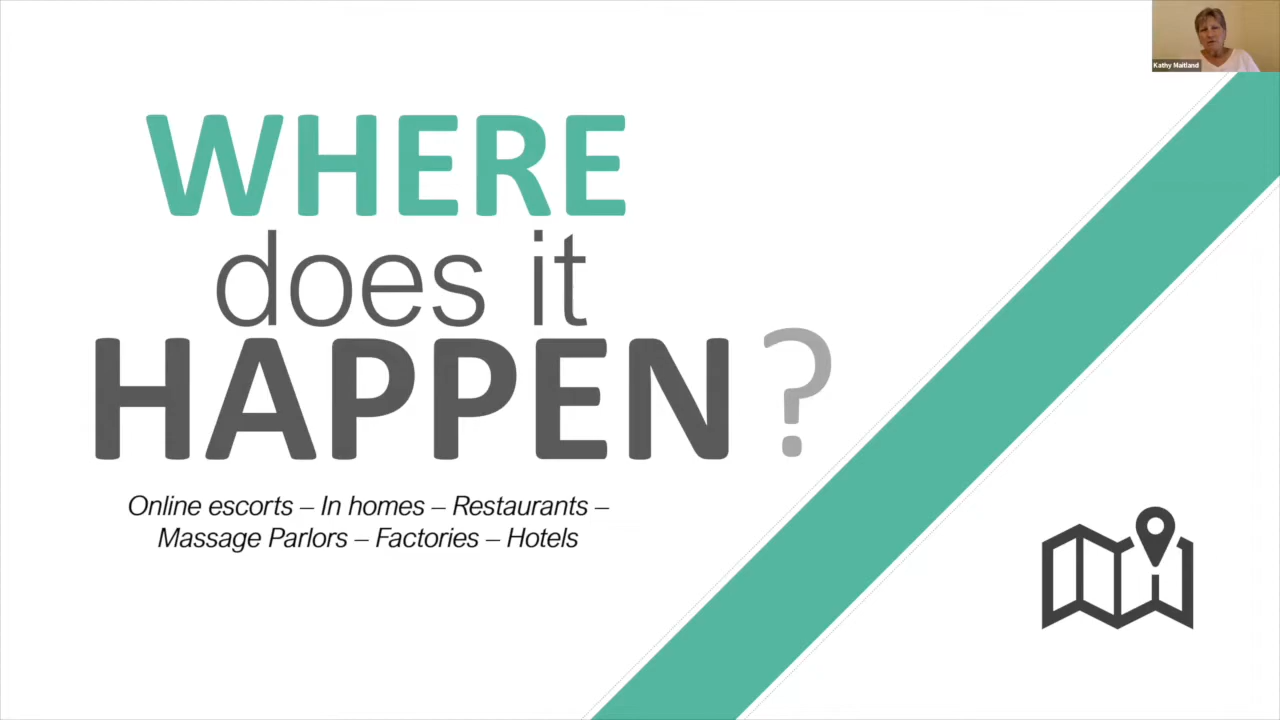 Kathy Maitland
WHERE
does it
HAPPEN?
Online escorts – In homes – Restaurants –
Massage Parlors – Factories – Hotels